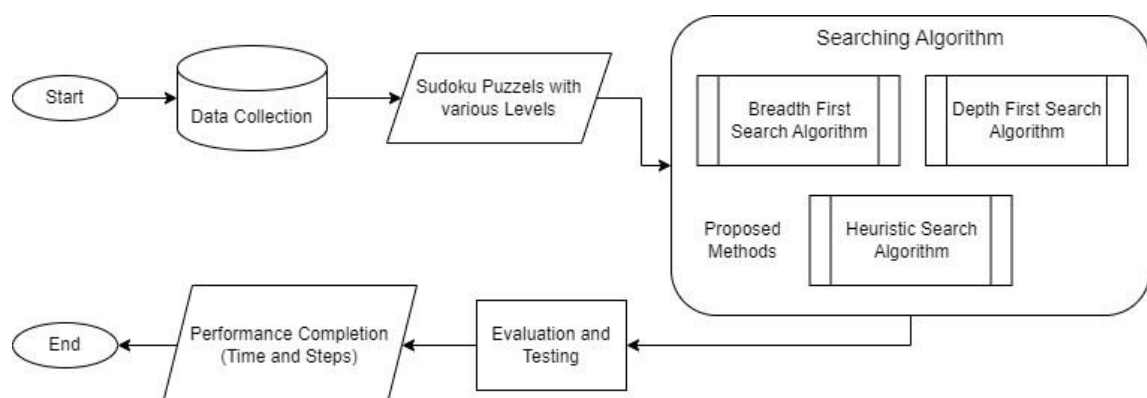 Start
Data Collection
Sudoku Puzzels with
various Levels
Searching Algorithm
Breadth First
Search Algorithm
Depth First Search
Algorithm
Proposed
Methods
Heuristic Search
Algorithm
Evaluation and
Testing
Performance Completion
(Time and Steps)
End